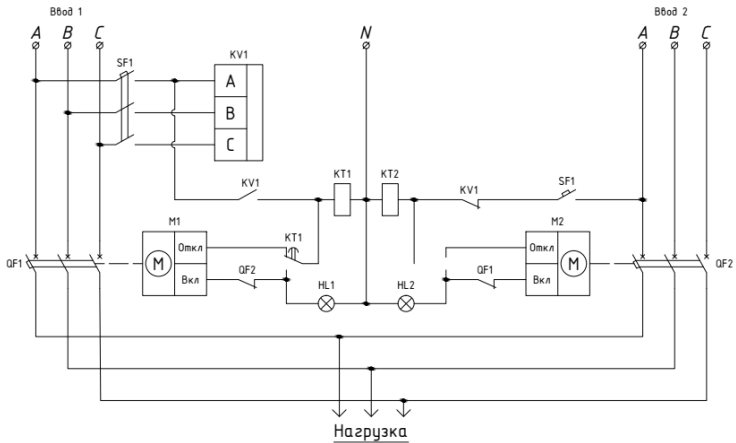 Ввод 1
Ввод 2
A B C N A B C
SF1
KV1
A
B
C
KV1
KT1
KT2
KV1
SF1
M1
M2
QF1
M
Откл
Вкл
KT1
QF2
HL1
HL2
QF1
Откл
Вкл
M
QF2
Нагрузка